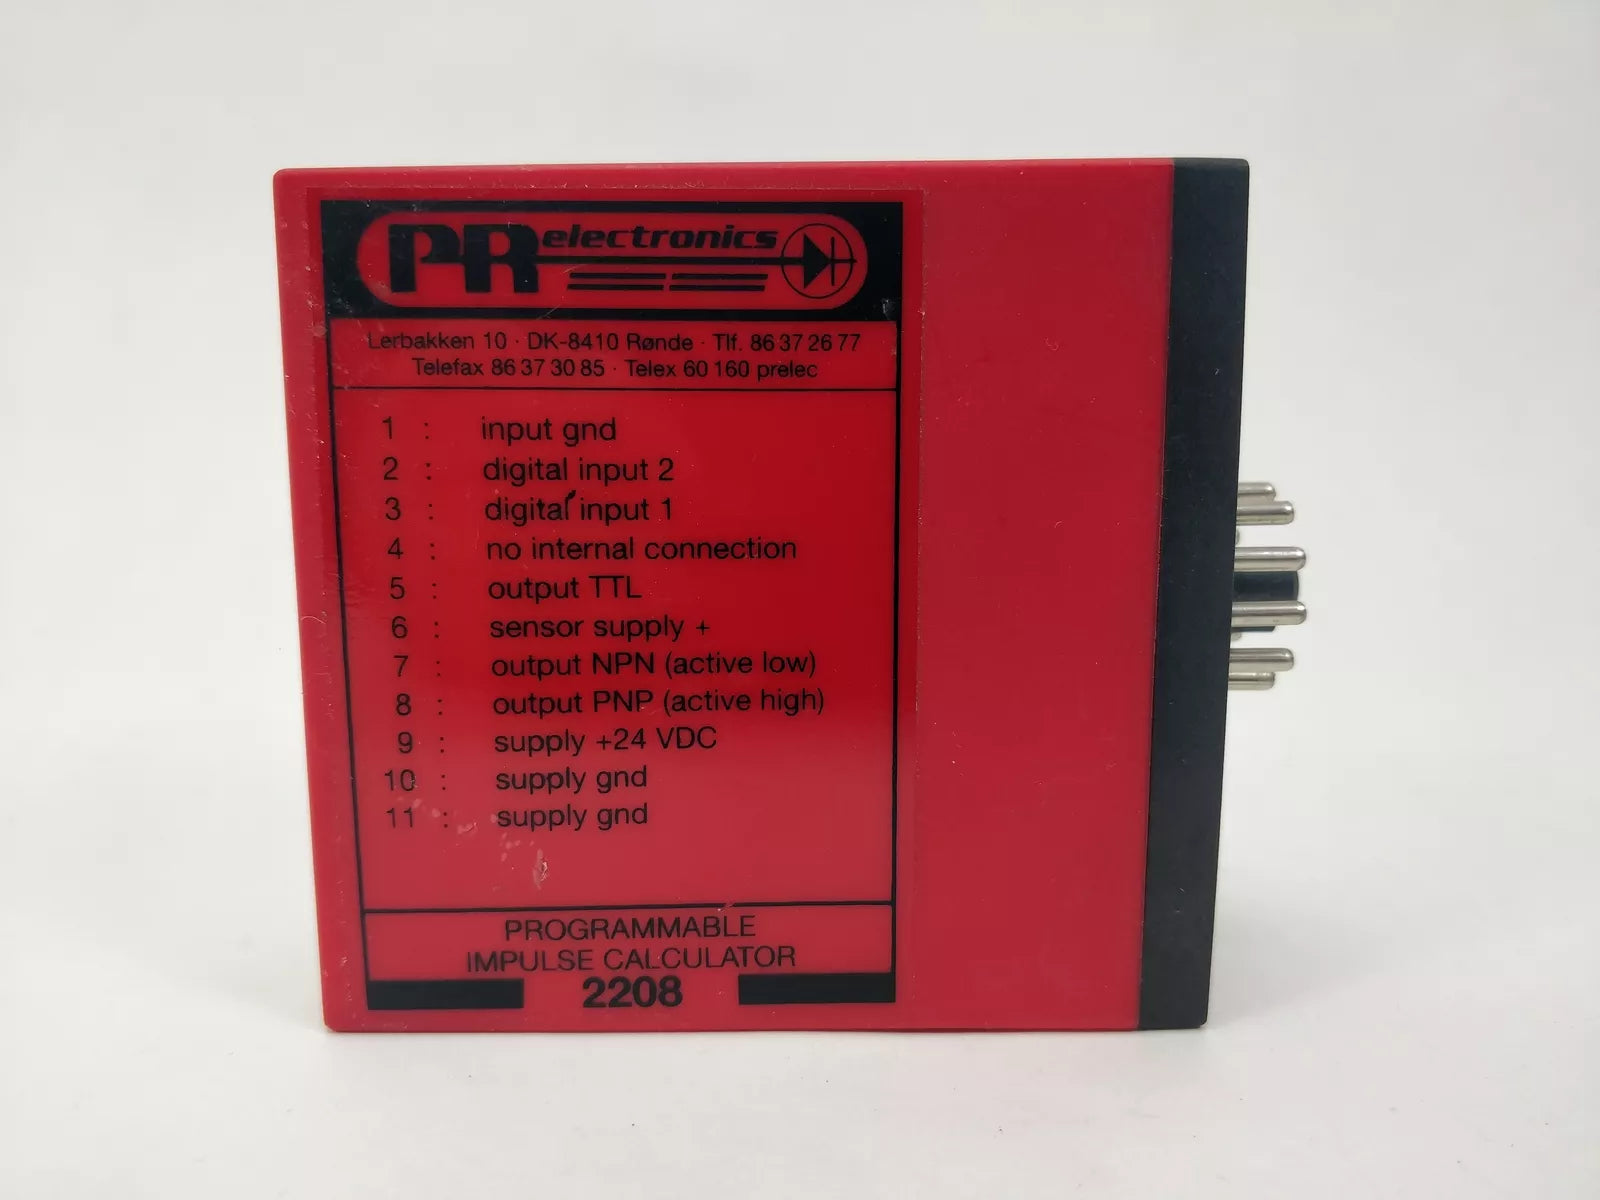 PR electronics
Lerbakken 10 · DK-8410 Rønde · Tlf. 86 37 26 77
Telefax 86 37 30 85 · Telex 60 160 prelec
1 : input gnd
2 : digital input 2
3 : digital input 1
4 : no internal connection
5 : output TTL
6 : sensor supply +
7 : output NPN (active low)
8 : output PNP (active high)
9 : supply +24 VDC
10 : supply gnd
11 : supply gnd
PROGRAMMABLE
IMPULSE CALCULATOR
2208